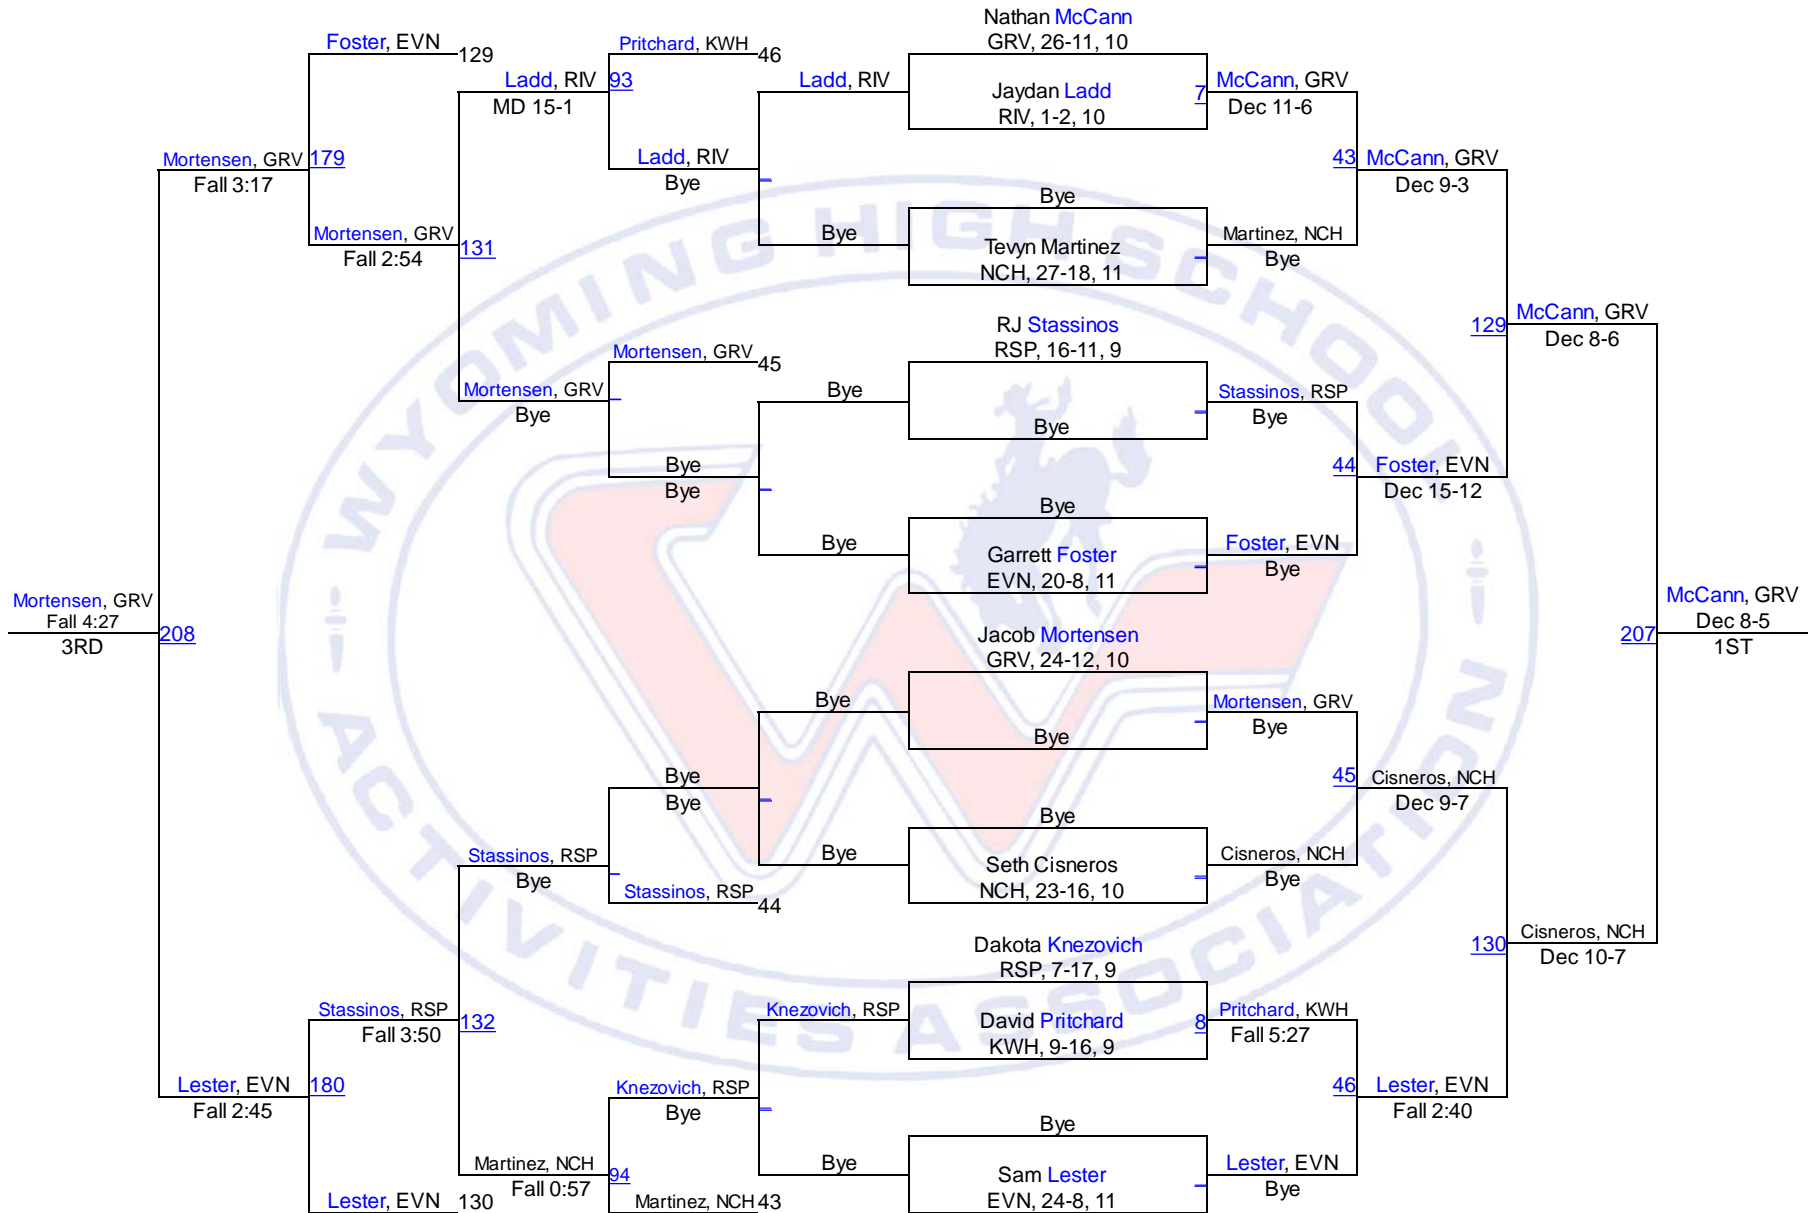 Nathan McCann
GRV, 26-11, 10
Foster, EVN
129
Pritchard, KWH
46
Ladd, RIV
93
MD 15-1
Ladd, RIV
Jaydan Ladd
RIV, 1-2, 10
7
McCann, GRV
Dec 11-6
Mortensen, GRV
179
Fall 3:17
Ladd, RIV
Bye
43
McCann, GRV
Dec 9-3
Bye
Mortensen, GRV
131
Fall 2:54
Bye
Tevyn Martinez
NCH, 27-18, 11
Martinez, NCH
Bye
WYOMING HIGH SCHOOL
RJ Stassinos
RSP, 16-11, 9
129
McCann, GRV
Dec 8-6
Mortensen, GRV
45
Mortensen, GRV
Bye
Bye
Bye
Stassinos, RSP
Bye
Bye
Bye
44
Foster, EVN
Dec 15-12
Bye
Bye
Garrett Foster
EVN, 20-8, 11
Foster, EVN
Bye
Mortensen, GRV
Fall 4:27
208
3RD
Jacob Mortensen
GRV, 24-12, 10
207
McCann, GRV
Dec 8-5
1ST
Bye
Bye
Mortensen, GRV
Bye
Bye
Bye
45
Cisneros, NCH
Dec 9-7
Bye
Stassinos, RSP
Bye
Bye
Seth Cisneros
NCH, 23-16, 10
Cisneros, NCH
Bye
Stassinos, RSP
44
Dakota Knezovich
RSP, 7-17, 9
130
Cisneros, NCH
Dec 10-7
Stassinos, RSP
132
Fall 3:50
Knezovich, RSP
David Pritchard
KWH, 9-16, 9
8
Pritchard, KWH
Fall 5:27
ACTIVITIES ASSOCIATION
Lester, EVN
180
Fall 2:45
Knezovich, RSP
Bye
46
Lester, EVN
Fall 2:40
Bye
Martinez, NCH
94
Fall 0:57
Bye
Sam Lester
EVN, 24-8, 11
Lester, EVN
Bye
Lester, EVN
130
Martinez, NCH
43